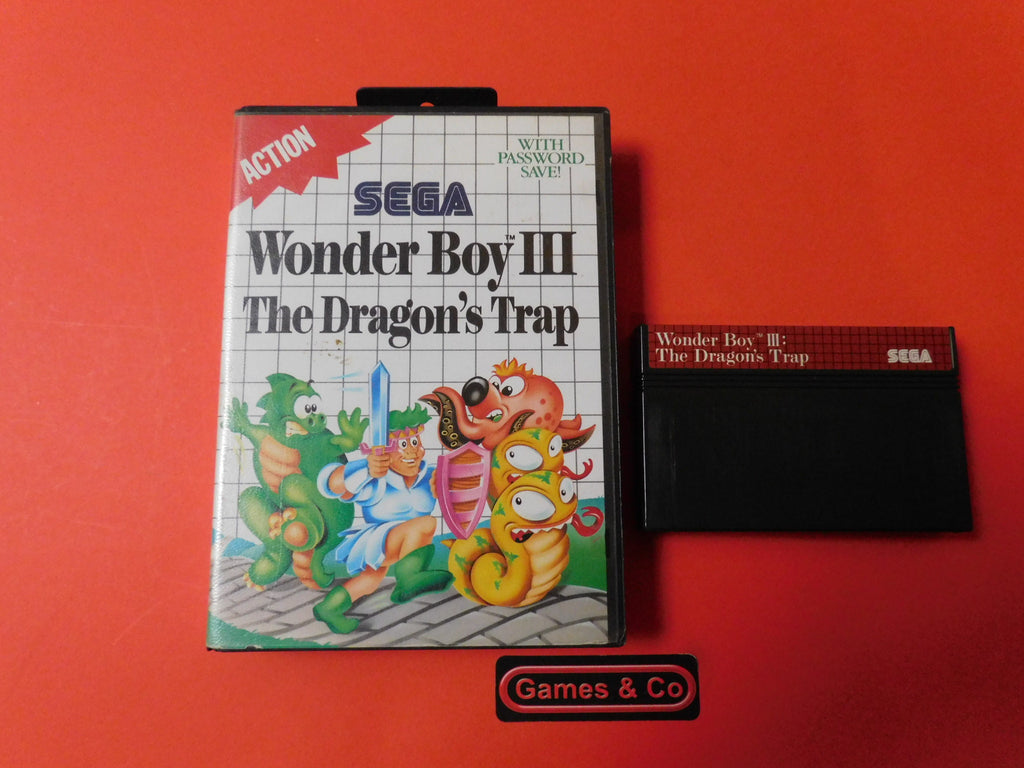 ACTION
WITH
PASSWORD
SAVE!
SEGA
Wonder Boy™ III
The Dragon's Trap
Wonder Boy™ III:
The Dragon's Trap
SEGA
Games & Co